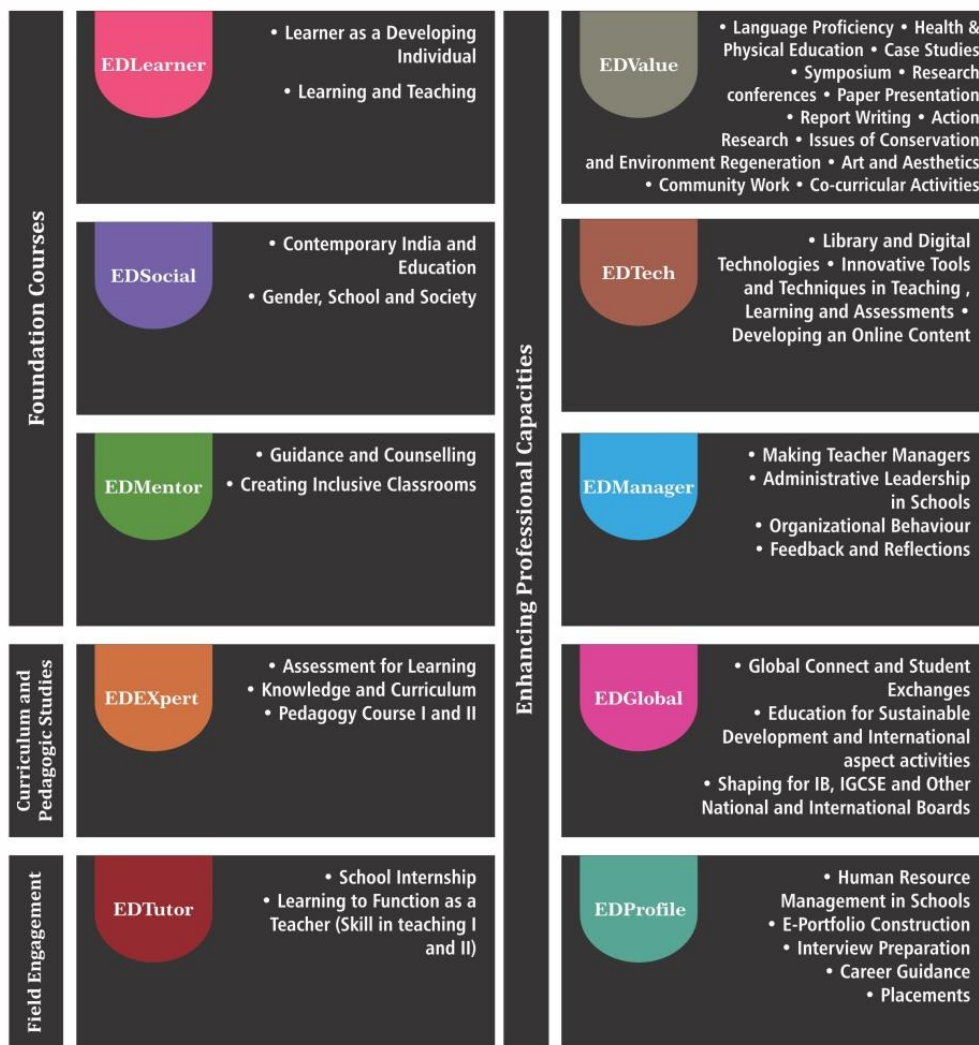 Foundation Courses
EDLearner
• Learner as a Developing
Individual
• Learning and Teaching
EDSocial
• Contemporary India and
Education
• Gender, School and Society
EDMentor
• Guidance and Counselling
• Creating Inclusive Classrooms
Curriculum and
Pedagogic Studies
EDEXpert
• Assessment for Learning
• Knowledge and Curriculum
• Pedagogy Course I and II
Field Engagement
EDTutor
• School Internship
• Learning to Function as a
Teacher (Skill in teaching I
and II)
Enhancing Professional Capacities
EDValue
• Language Proficiency • Health &
Physical Education • Case Studies
• Symposium • Research
conferences • Paper Presentation
• Report Writing • Action
Research • Issues of Conservation
and Environment Regeneration • Art and Aesthetics
• Community Work • Co-curricular Activities
EDTech
• Library and Digital
Technologies • Innovative Tools
and Techniques in Teaching ,
Learning and Assessments •
Developing an Online Content
EDManager
• Making Teacher Managers
• Administrative Leadership
in Schools
• Organizational Behaviour
• Feedback and Reflections
EDGlobal
• Global Connect and Student
Exchanges
• Education for Sustainable
Development and International
aspect activities
• Shaping for IB, IGCSE and Other
National and International Boards
EDProfile
• Human Resource
Management in Schools
• E-Portfolio Construction
• Interview Preparation
• Career Guidance
• Placements